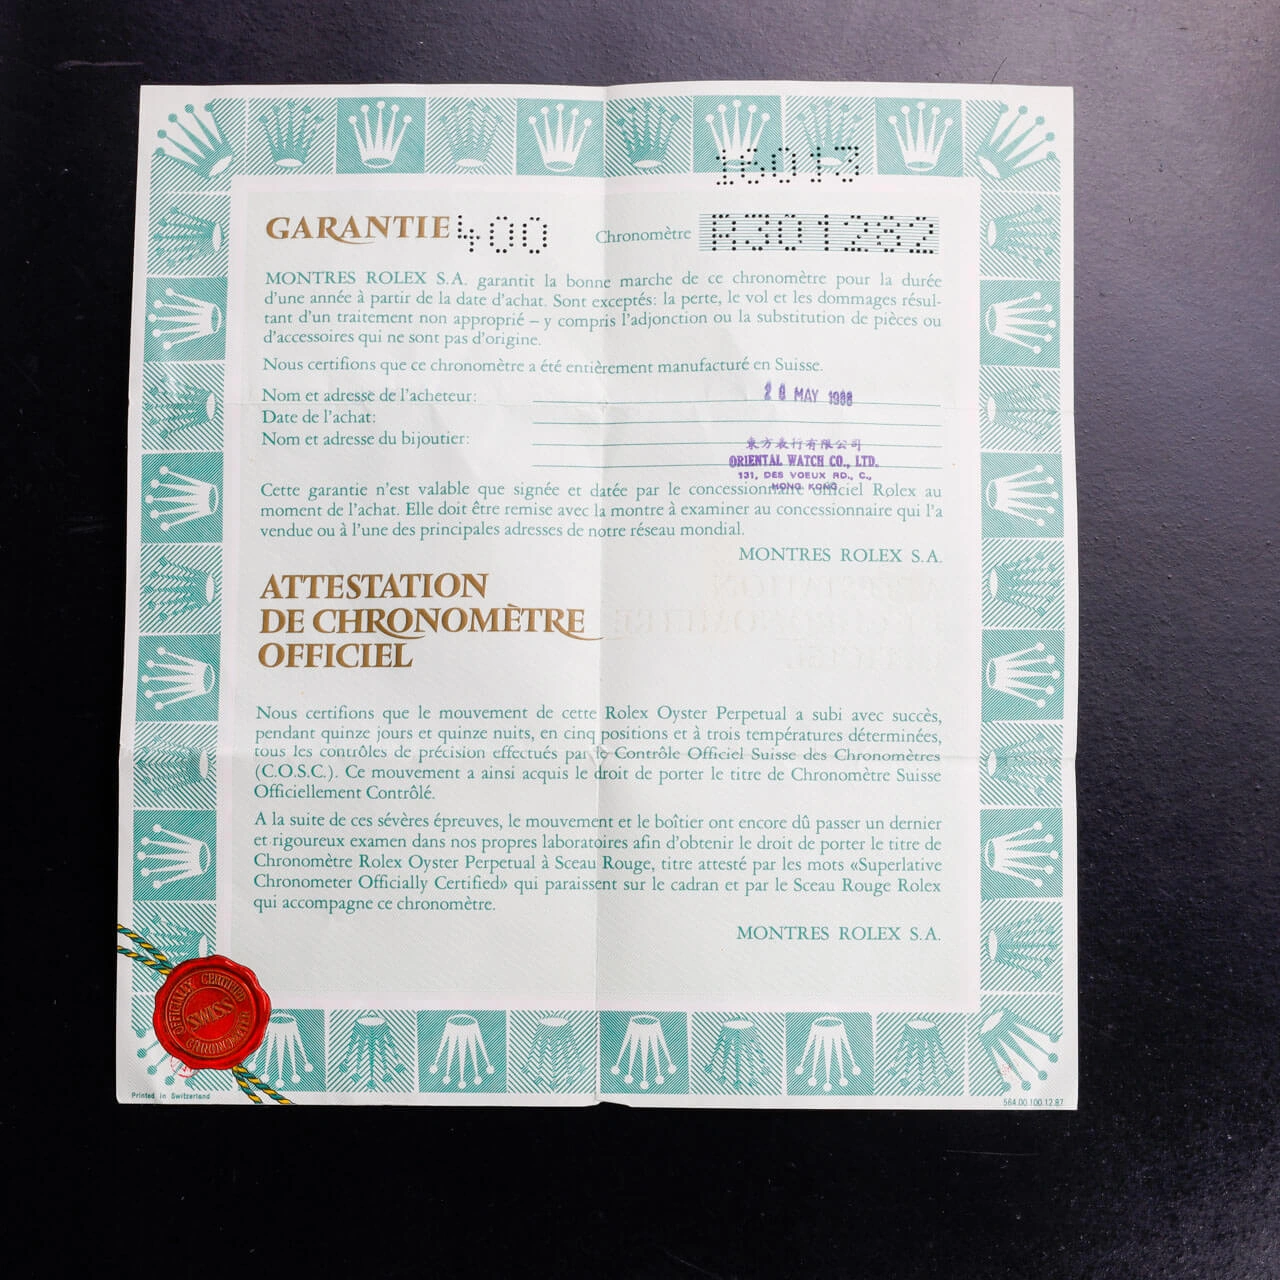 16013
GARANTIE 400 Chronomètre R301282
MONTRES ROLEX S.A. garantit la bonne marche de ce chronomètre pour la durée
d'une année à partir de la date d'achat. Sont exceptés: la perte, le vol et les dommages résul-
tant d'un traitement non approprié – y compris l'adjonction ou la substitution de pièces ou
d'accessoires qui ne sont pas d'origine.
Nous certifions que ce chronomètre a été entièrement manufacturé en Suisse.
Nom et adresse de l'acheteur:
MAY 1988
Date de l'achat:
Nom et adresse du bijoutier:
東方表行有限公司
ORIENTAL WATCH CO., LTD.
131, DES VOEUX RD., C.,
HONG KONG
Cette garantie n'est valable que signée et datée par le concessionnaire officiel Rolex au
moment de l'achat. Elle doit être remise avec la montre à examiner au concessionnaire qui l'a
vendue ou à l'une des principales adresses de notre réseau mondial.
MONTRES ROLEX S.A.
ATTESTATION
DE CHRONOMÈTRE
OFFICIEL
Nous certifions que le mouvement de cette Rolex Oyster Perpetual a subi avec succès,
pendant quinze jours et quinze nuits, en cinq positions et à trois températures déterminées,
tous les contrôles de précision effectués par le Contrôle Officiel Suisse des Chronomètres
(C.O.S.C.). Ce mouvement a ainsi acquis le droit de porter le titre de Chronomètre Suisse
Officiellement Contrôlé.
A la suite de ces sévères épreuves, le mouvement et le boîtier ont encore dû passer un dernier
et rigoureux examen dans nos propres laboratoires afin d'obtenir le droit de porter le titre de
Chronomètre Rolex Oyster Perpetual à Sceau Rouge, titre attesté par les mots «Superlative
Chronometer Officially Certified» qui paraissent sur le cadran et par le Sceau Rouge Rolex
qui accompagne ce chronomètre.
MONTRES ROLEX S.A.
OFFICIALLY CERTIFIED
SWISS
CHRONOMETER
Printed in Switzerland
564.00.100.12.87